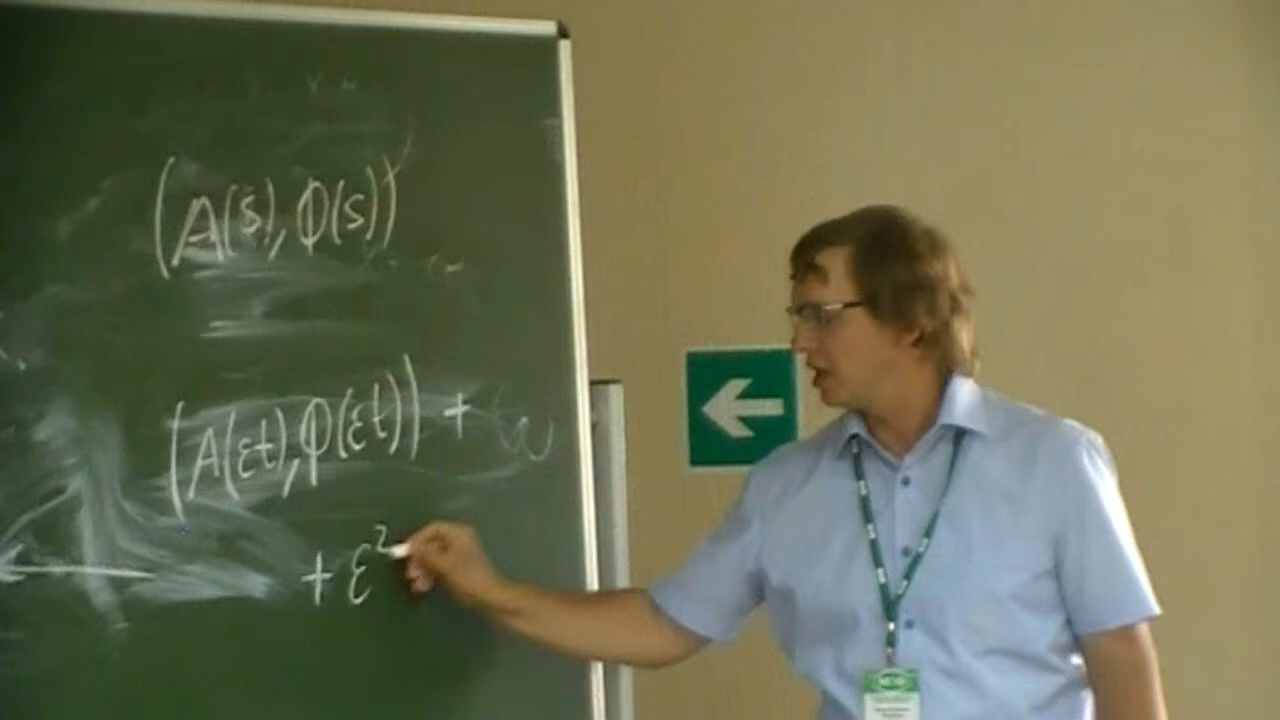 (A(s), Φ(s))
(A(εt), Φ(εt)) + ω
+ ε²